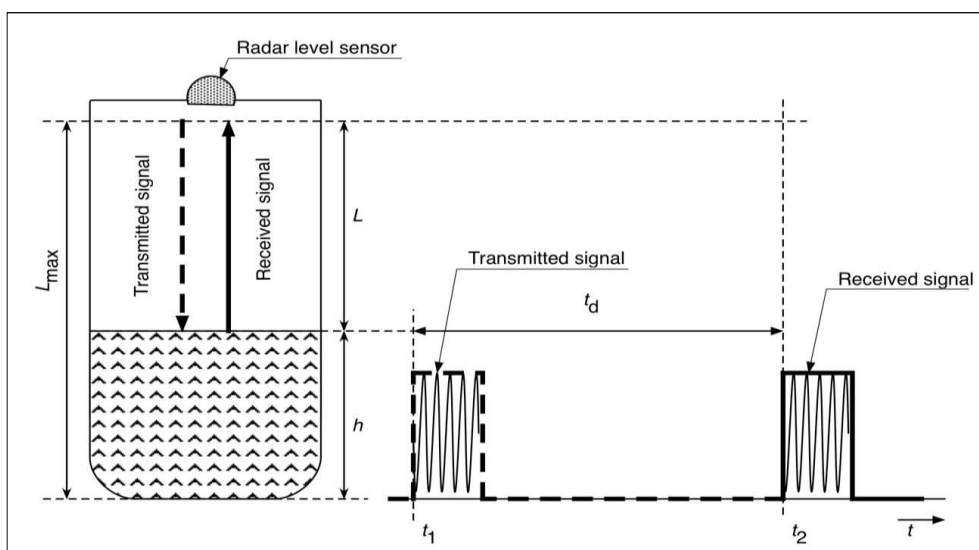 Radar level sensor
Transmitted signal
Received signal
L
Lmax
Transmitted signal
Received signal
td
h
t1
t2
t